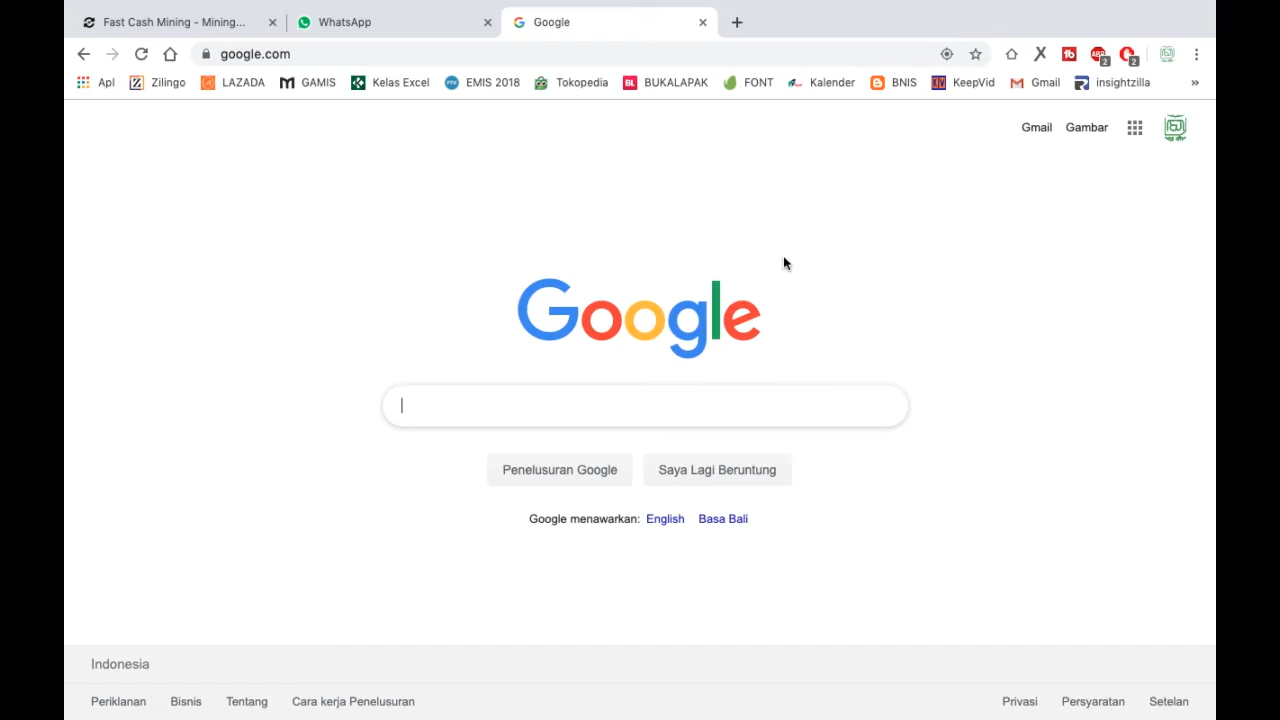 Fast Cash Mining - Mining...
WhatsApp
Google
google.com
Apl Zilingo LAZADA GAMIS Kelas Excel EMIS 2018 Tokopedia BL BUKALAPAK FONT Kalender BNIS KeepVid Gmail insightzilla »
Gmail Gambar
Google
Penelusuran Google Saya Lagi Beruntung
Google menawarkan: English Basa Bali
Indonesia
Periklanan Bisnis Tentang Cara kerja Penelusuran Privasi Persyaratan Setelan